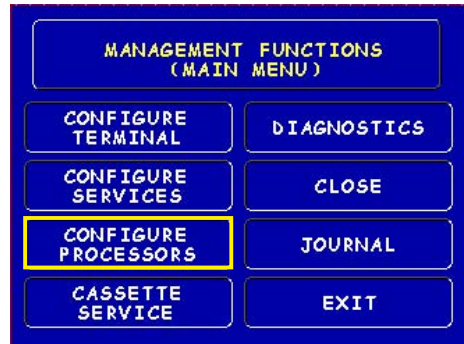 MANAGEMENT FUNCTIONS
(MAIN MENU)
CONFIGURE
TERMINAL
DIAGNOSTICS
CONFIGURE
SERVICES
CLOSE
CONFIGURE
PROCESSORS
JOURNAL
CASSETTE
SERVICE
EXIT